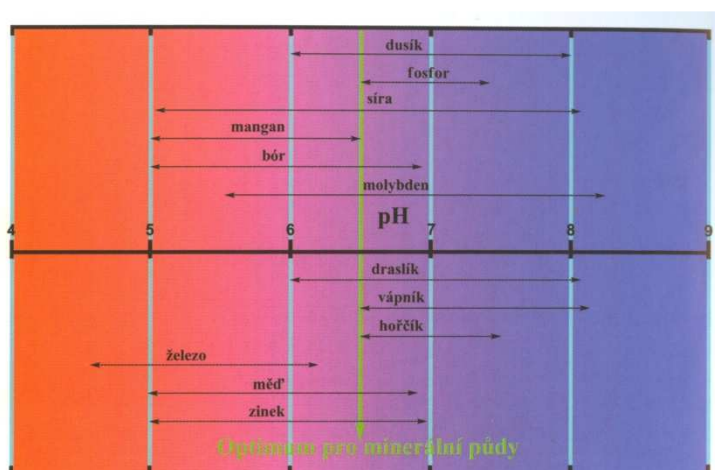 dusík
fosfor
síra
mangan
bór
molybden
pH
4 5 6 7 8 9
draslík
vápník
hořčík
železo
měď
zinek
Optimum pro minerální půdy